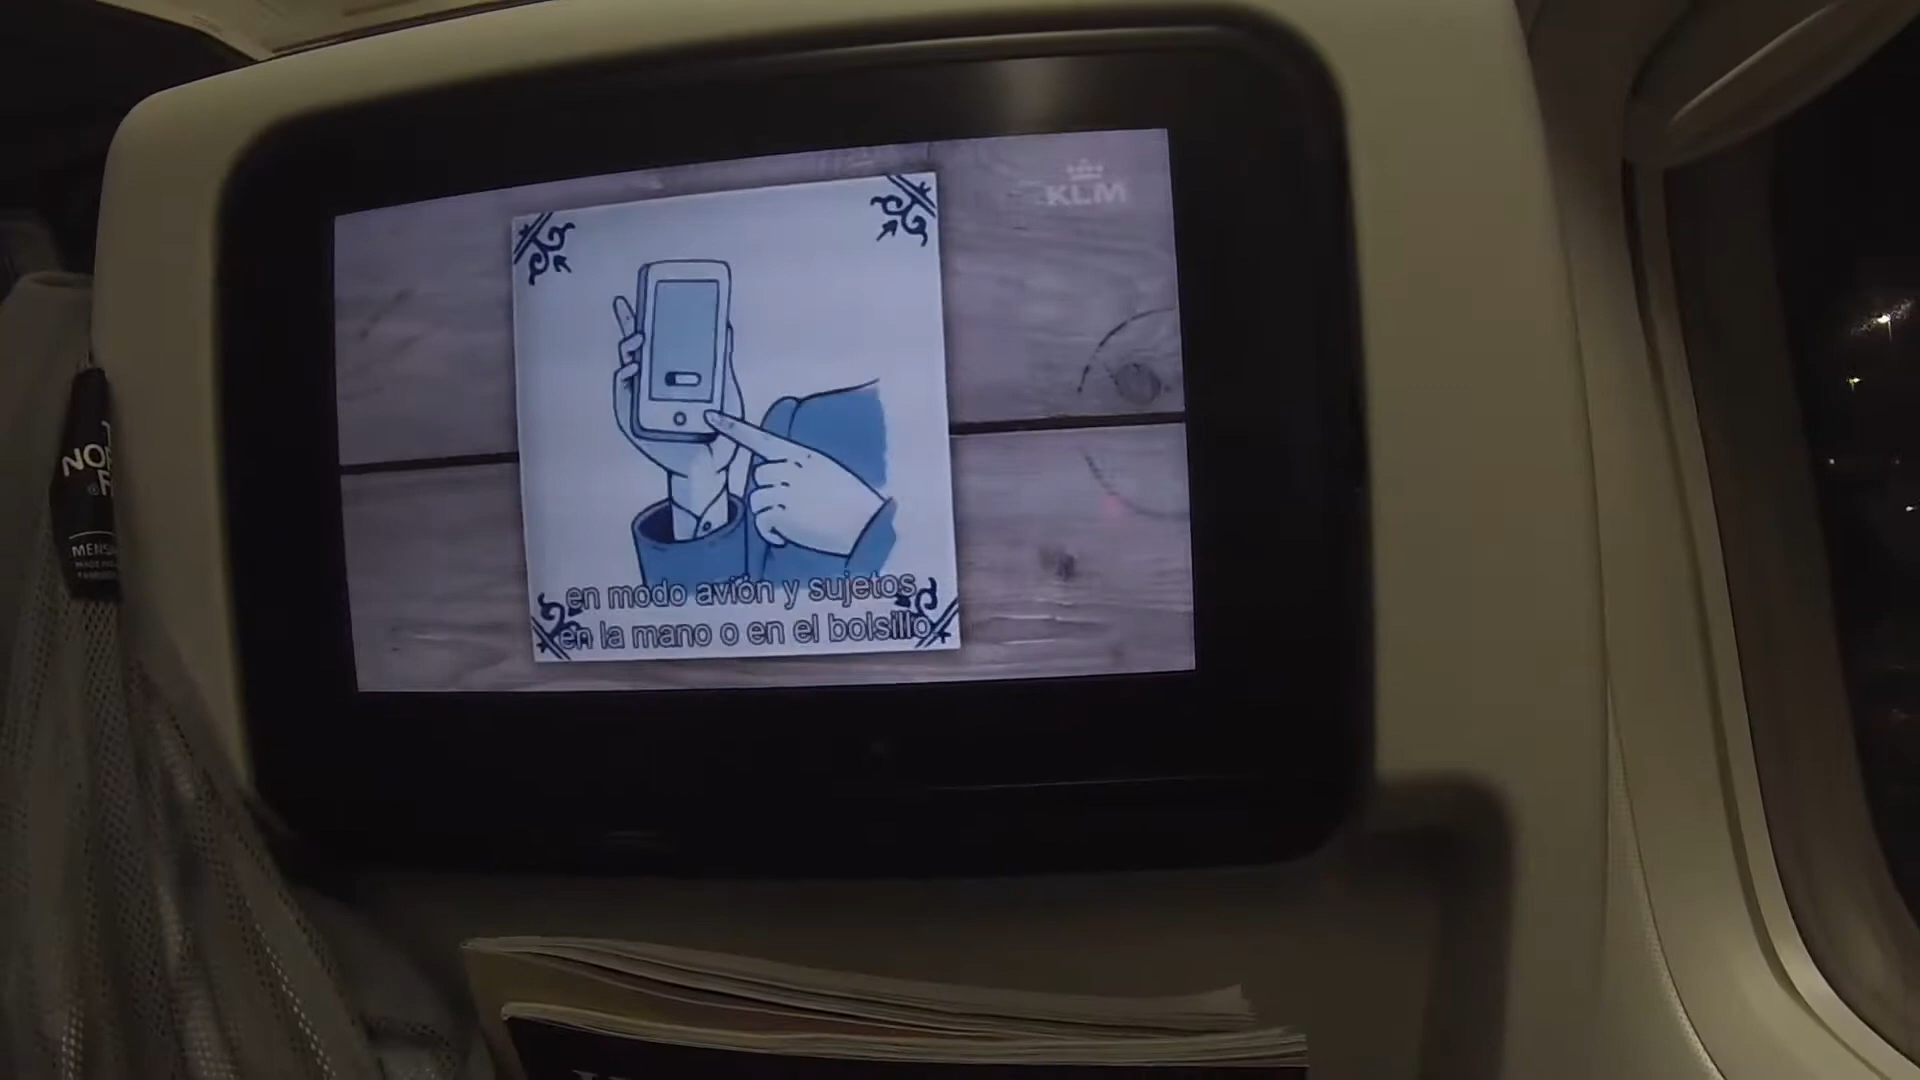 KLM
en modo avión y sujetos
en la mano o en el bolsillo